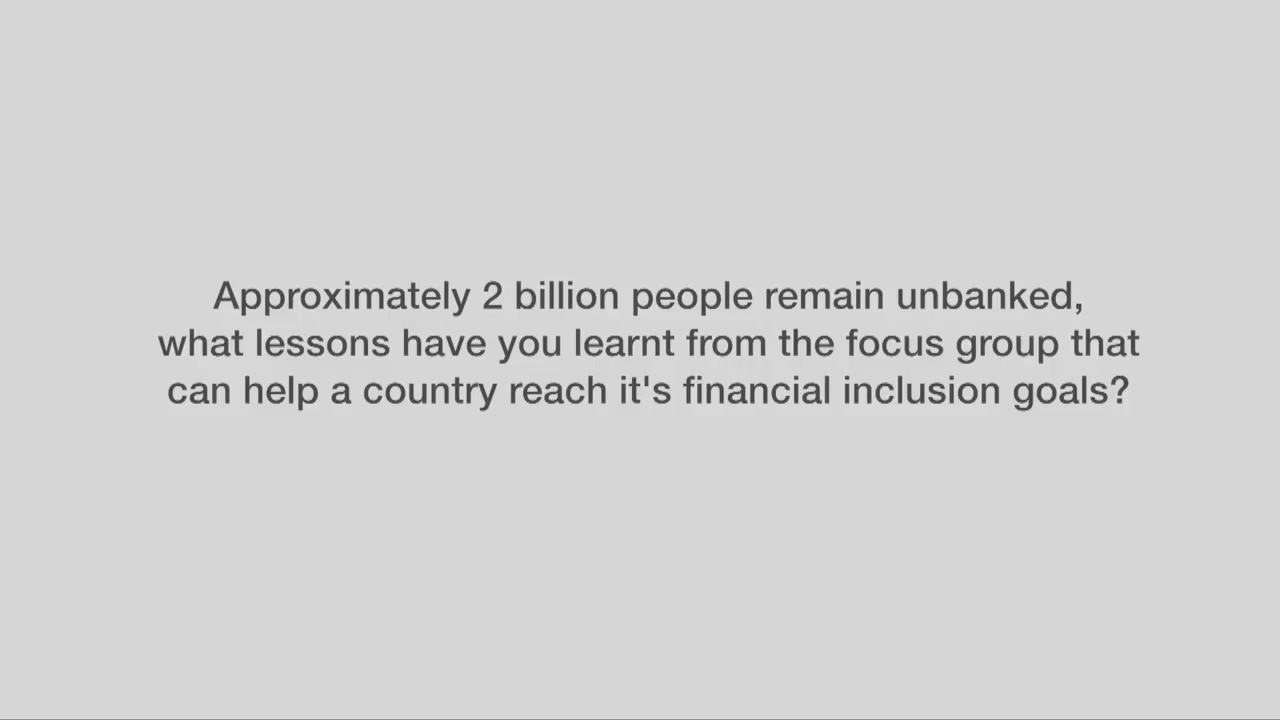 Approximately 2 billion people remain unbanked,
what lessons have you learnt from the focus group that
can help a country reach it's financial inclusion goals?